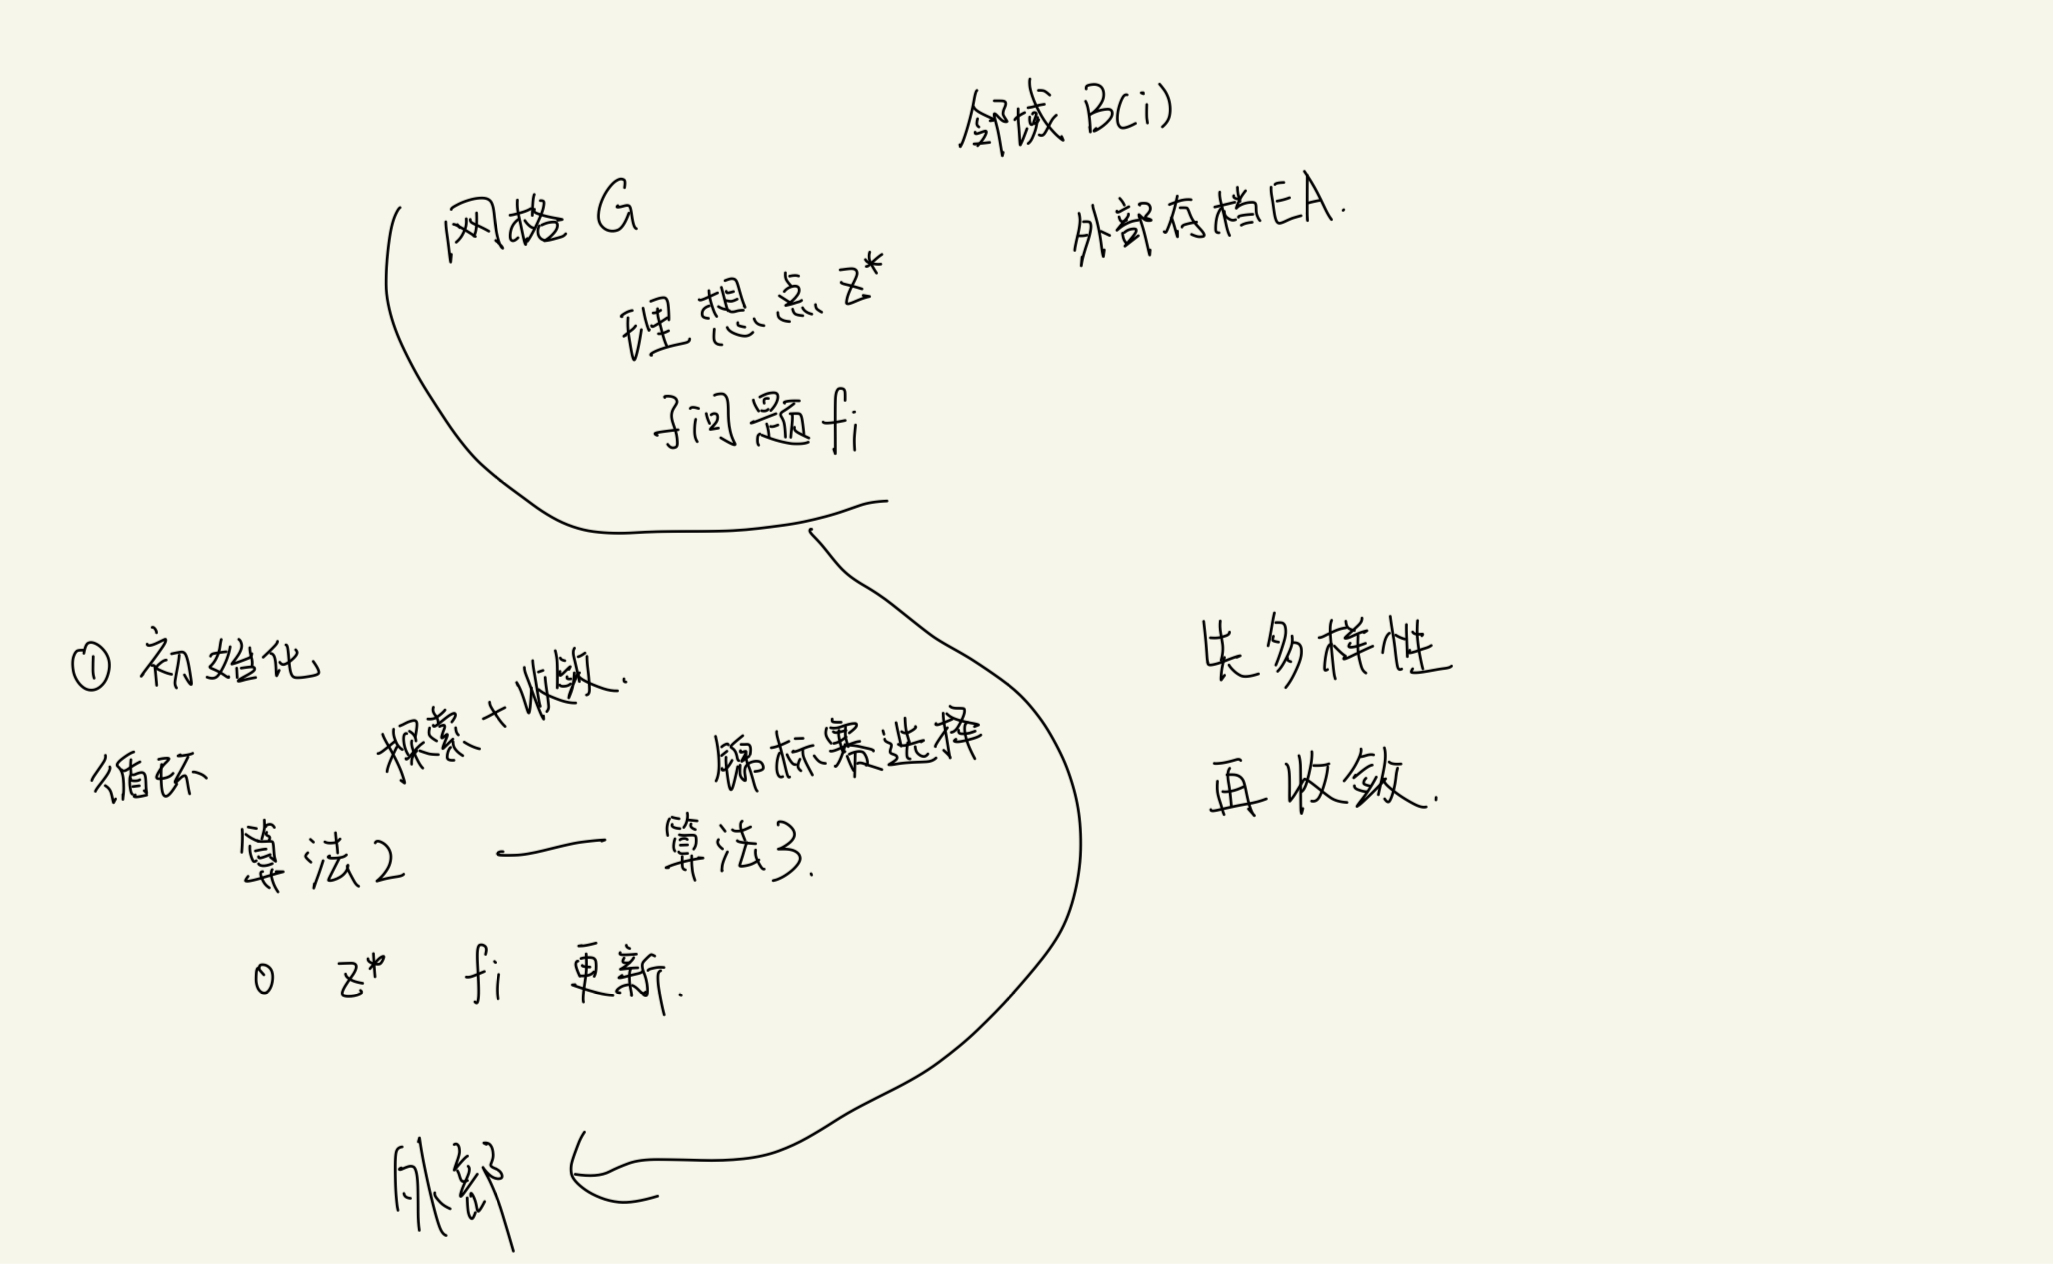 邻域 B(i)
网格 G
外部存档EA.
理想点 z*
子问题 fi
① 初始化
探索+收敛.
循环
锦标赛选择
算法2 — 算法3.
o z* fi 更新.
先多样性
再收敛.
外部